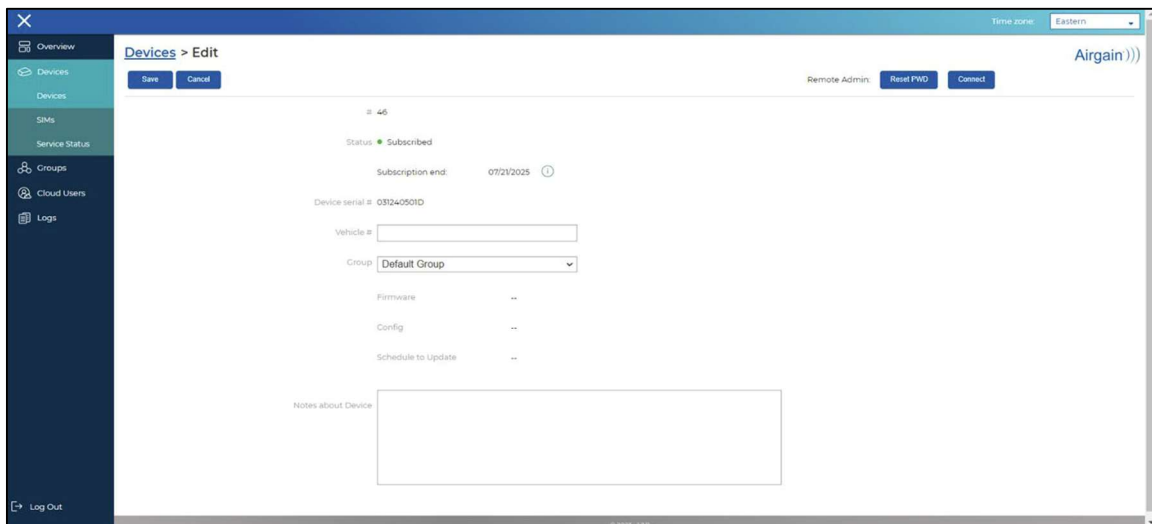 Time zone: Eastern
Overview
Devices
Devices
SIMs
Service Status
Groups
Cloud Users
Logs
Log Out
Devices > Edit
Airgain)))
Save Cancel
Remote Admin: Reset PWD Connect
# 46
Status Subscribed
Subscription end: 07/21/2025
Device serial # 031240501D
Vehicle #
Group Default Group
Firmware --
Config --
Schedule to Update --
Notes about Device